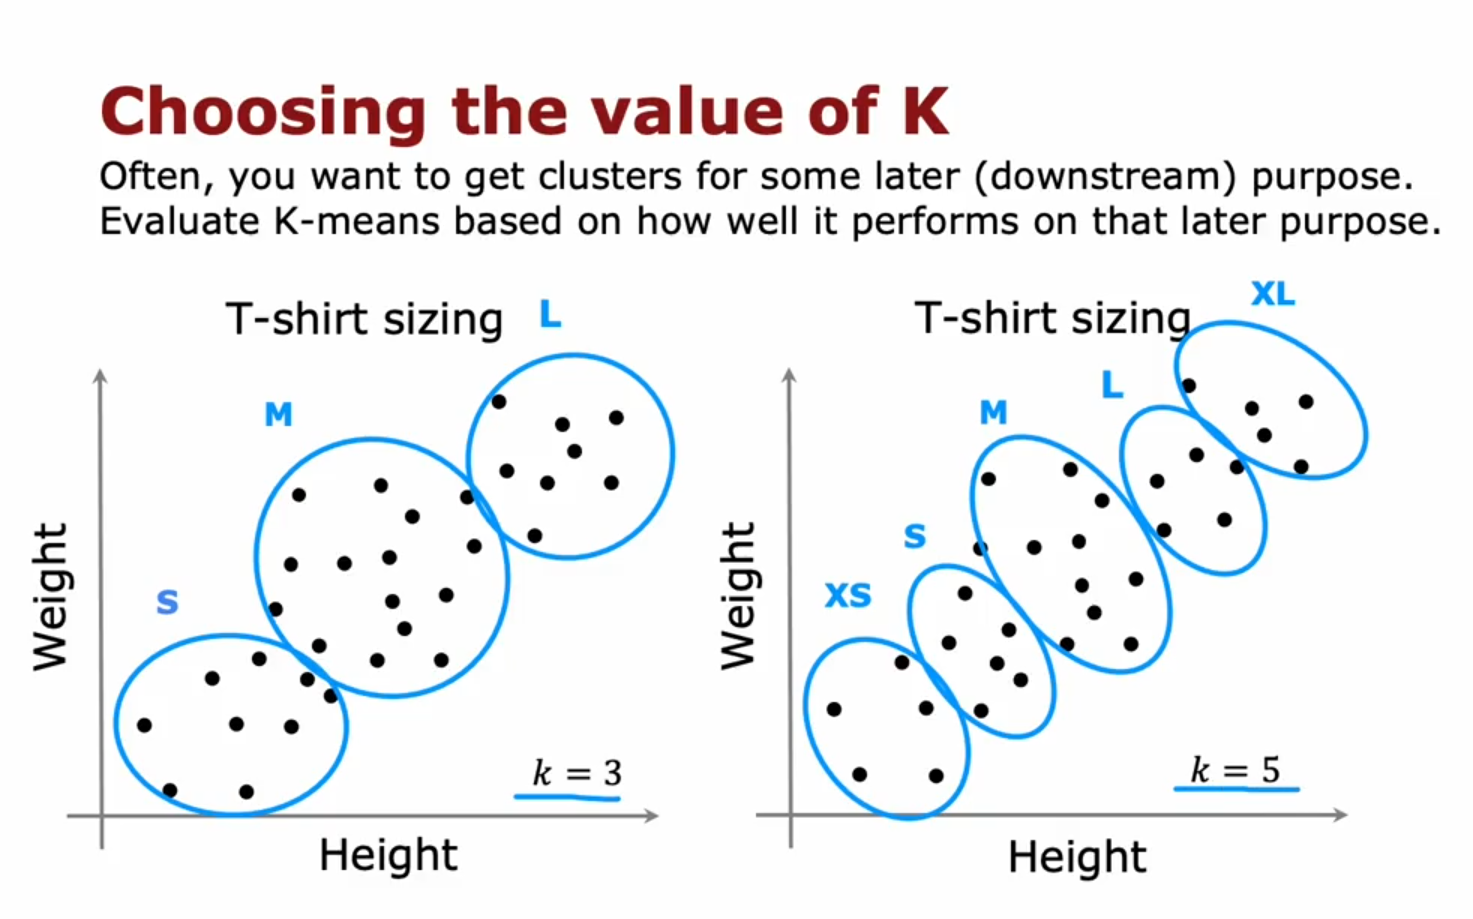 Choosing the value of K
Often, you want to get clusters for some later (downstream) purpose.
Evaluate K-means based on how well it performs on that later purpose.
T-shirt sizing
L
M
S
Weight
Height
k = 3
T-shirt sizing
XL
L
M
S
XS
Weight
Height
k = 5